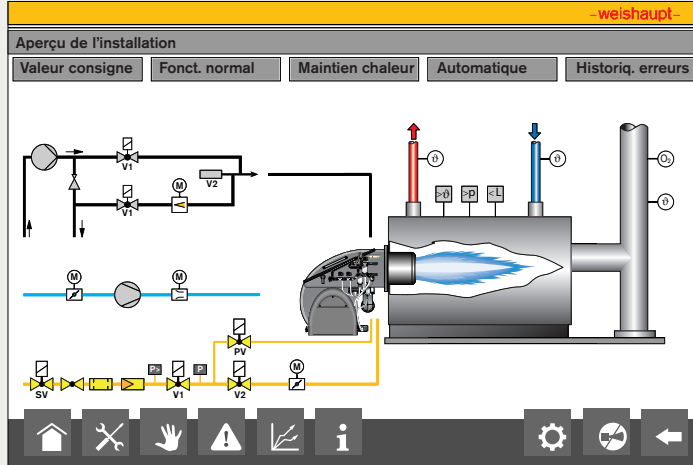 –weishaupt–
Aperçu de l'installation
Valeur consigne
Fonct. normal
Maintien chaleur
Automatique
Historiq. erreurs
V1
ϑ
ϑ
O₂
M
V2
>ϑ
>p
<L
V1
ϑ
M
M
PV
M
P>
P
SV
V1
V2